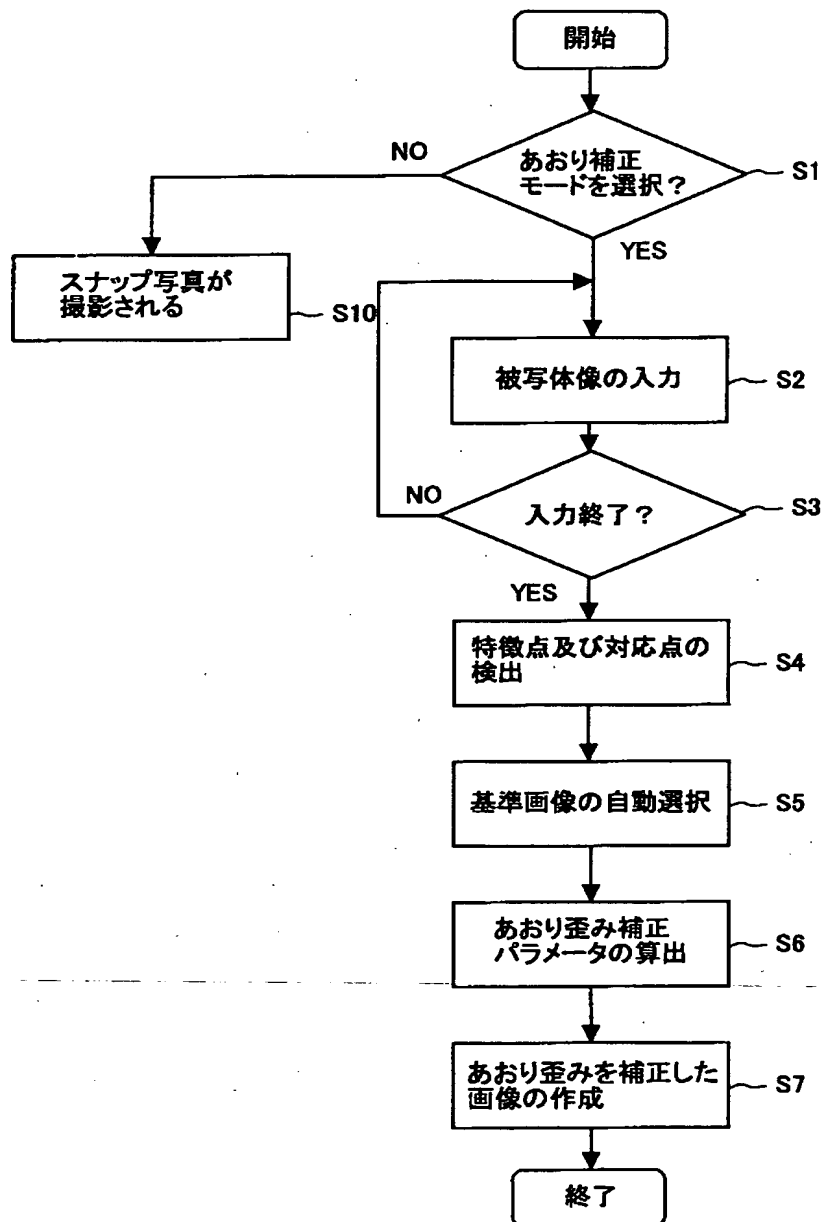 開始
あおり補正
モードを選択?
S1
NO
YES
スナップ写真が
撮影される
S10
被写体像の入力
S2
入力終了?
S3
NO
YES
特徴点及び対応点の
検出
S4
基準画像の自動選択
S5
あおり歪み補正
パラメータの算出
S6
あおり歪みを補正した
画像の作成
S7
終了